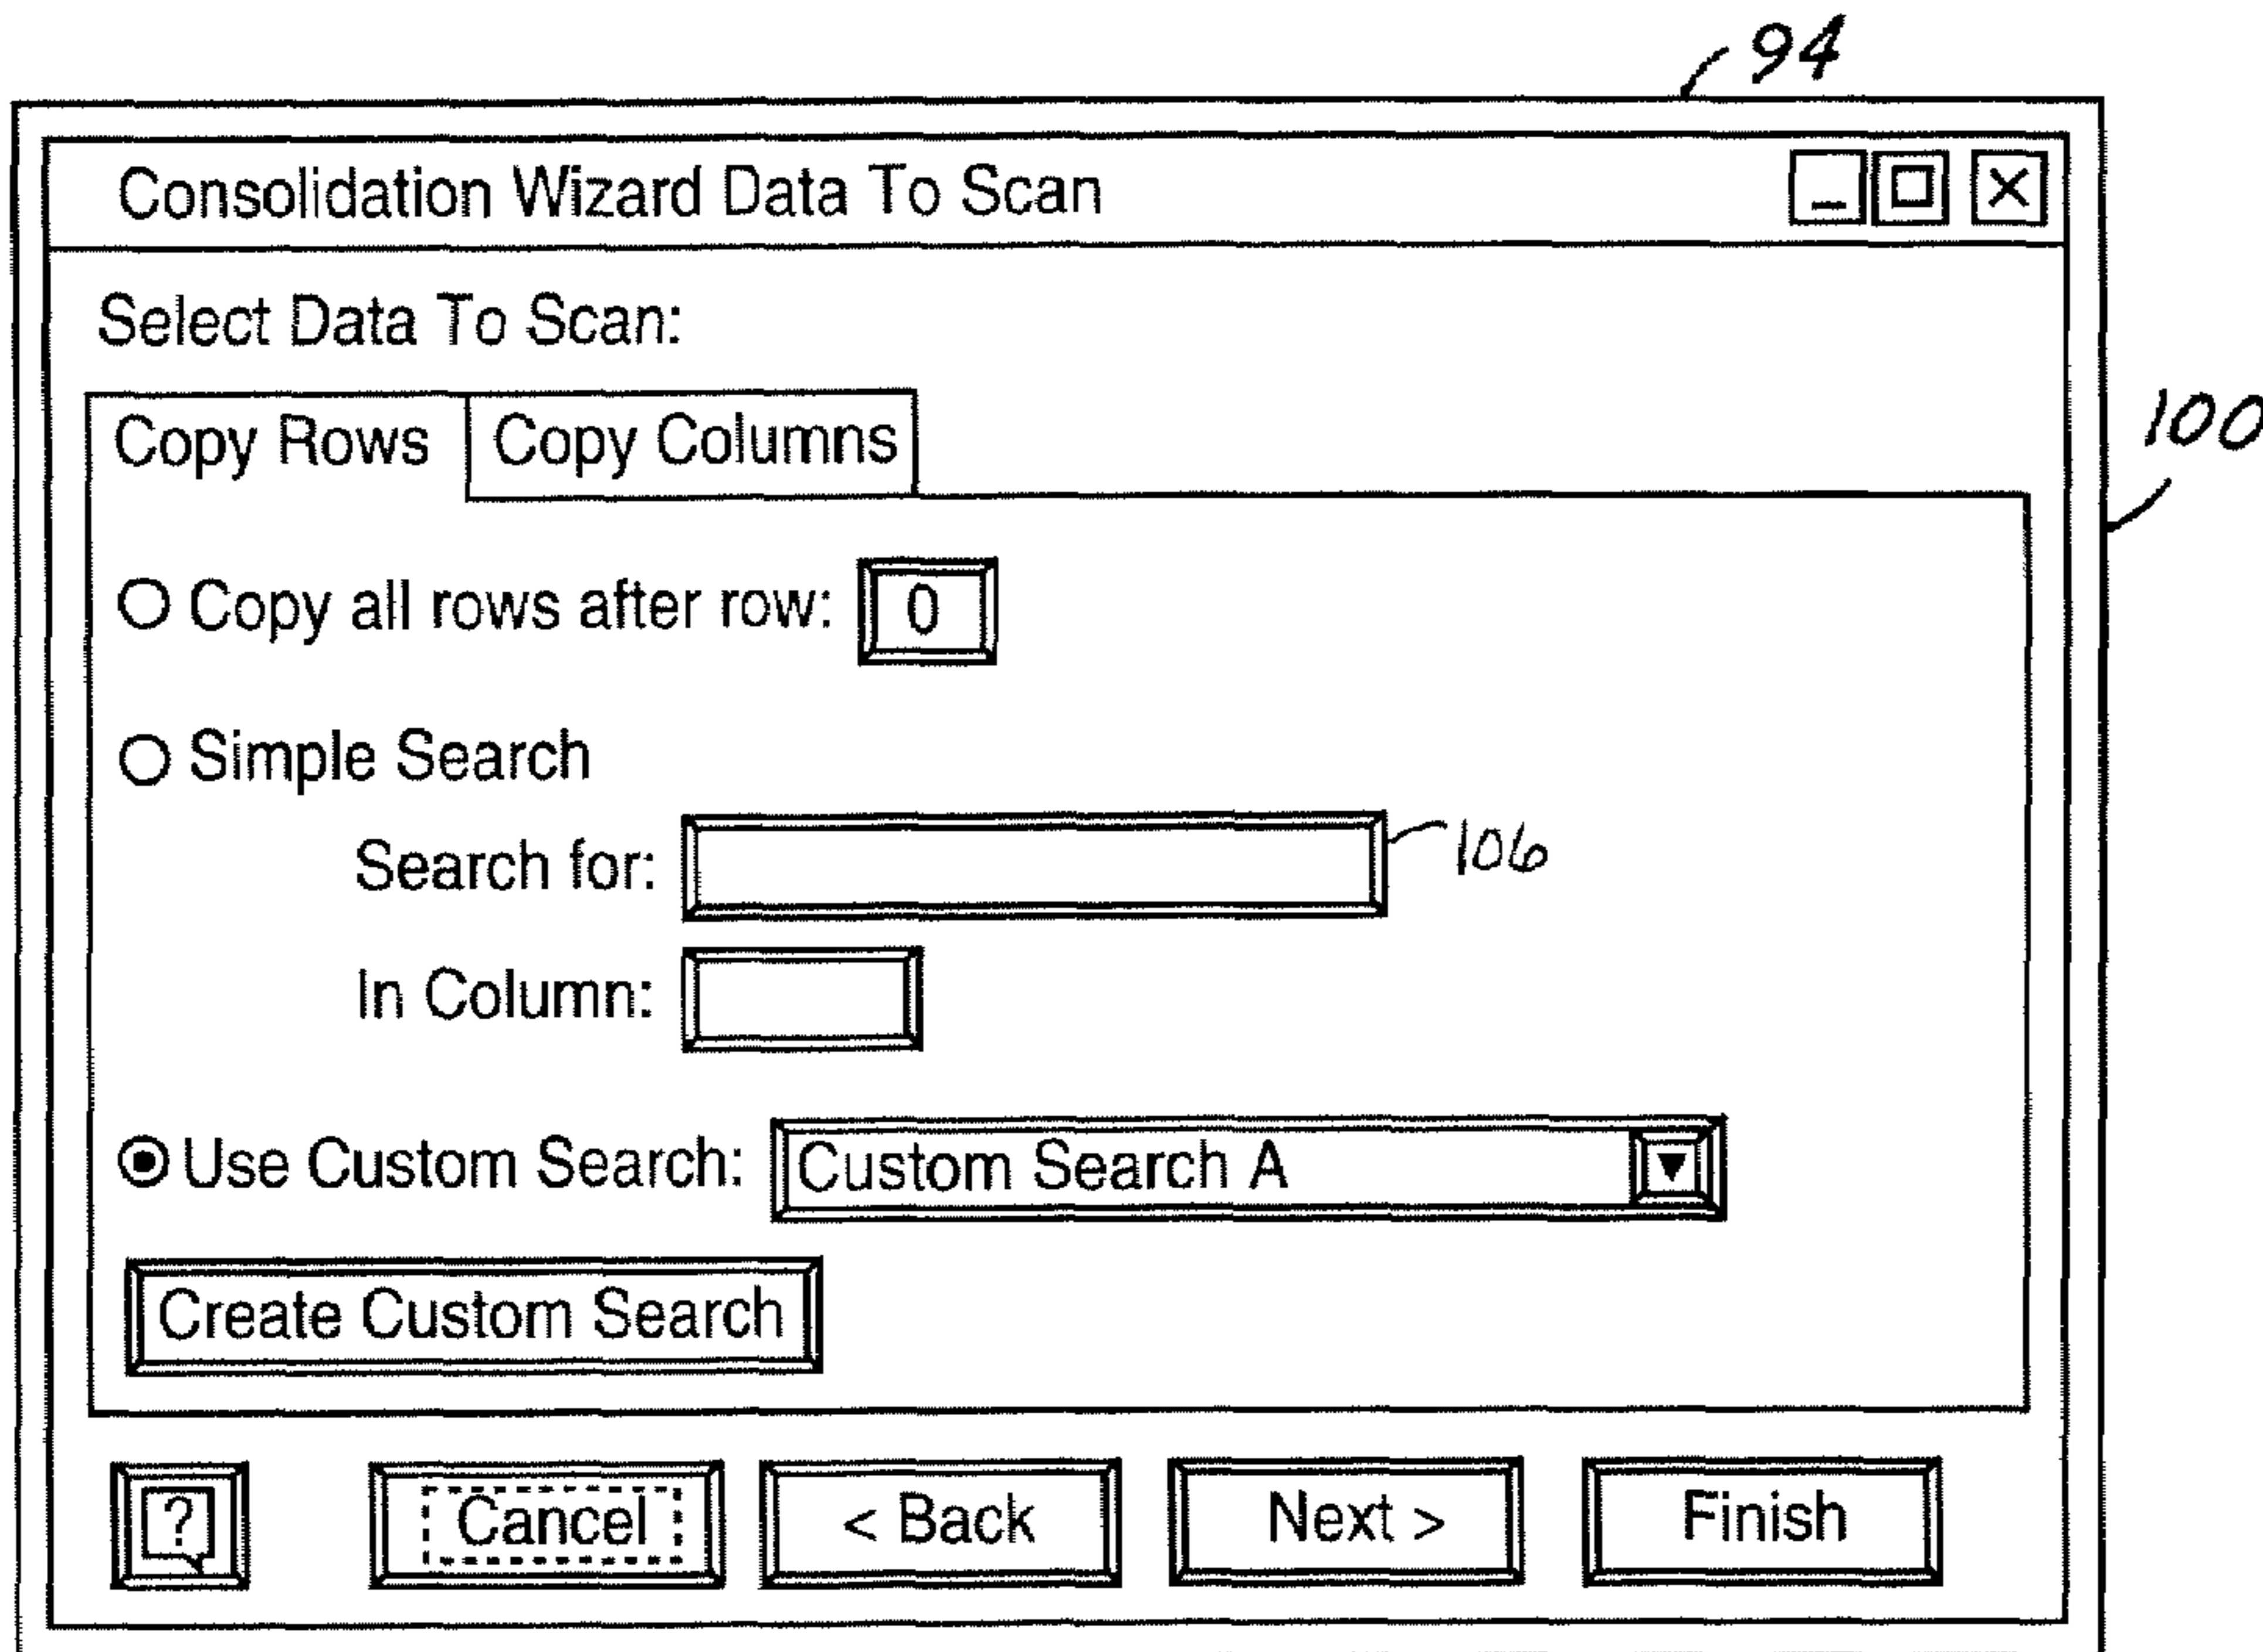 94
Consolidation Wizard Data To Scan
Select Data To Scan:
Copy Rows Copy Columns
100
Copy all rows after row: 0
Simple Search
Search for:
106
In Column:
Use Custom Search: Custom Search A
Create Custom Search
? Cancel < Back Next > Finish